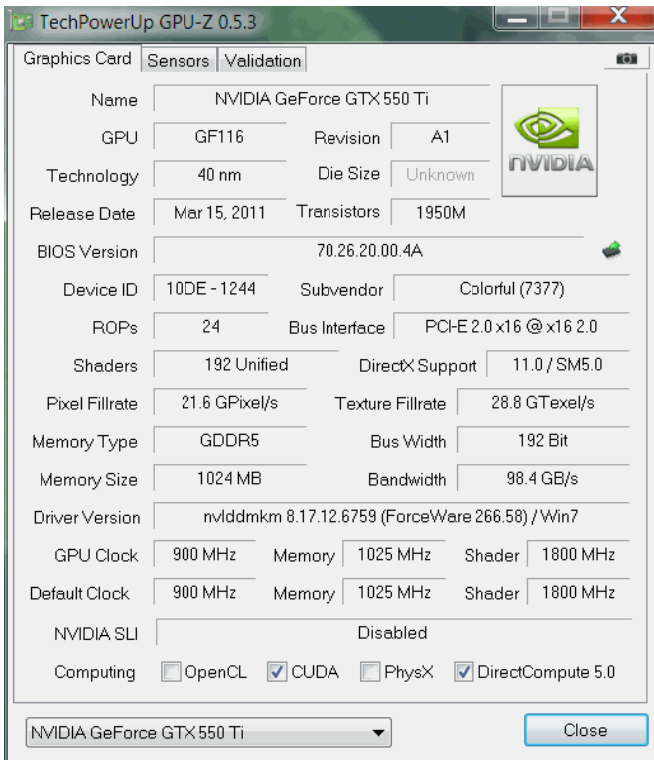 TechPowerUp GPU-Z 0.5.3
Graphics Card Sensors Validation
Name NVIDIA GeForce GTX 550 Ti
GPU GF116 Revision A1
NVIDIA
Technology 40 nm Die Size Unknown
Release Date Mar 15, 2011 Transistors 1950M
BIOS Version 70.26.20.00.4A
Device ID 10DE - 1244 Subvendor Colorful (7377)
ROPs 24 Bus Interface PCI-E 2.0 x16 @ x16 2.0
Shaders 192 Unified DirectX Support 11.0 / SM5.0
Pixel Fillrate 21.6 GPixel/s Texture Fillrate 28.8 GTexel/s
Memory Type GDDR5 Bus Width 192 Bit
Memory Size 1024 MB Bandwidth 98.4 GB/s
Driver Version nvlddmkm 8.17.12.6759 (ForceWare 266.58) / Win7
GPU Clock 900 MHz Memory 1025 MHz Shader 1800 MHz
Default Clock 900 MHz Memory 1025 MHz Shader 1800 MHz
NVIDIA SLI Disabled
Computing OpenCL CUDA PhysX DirectCompute 5.0
NVIDIA GeForce GTX 550 Ti Close